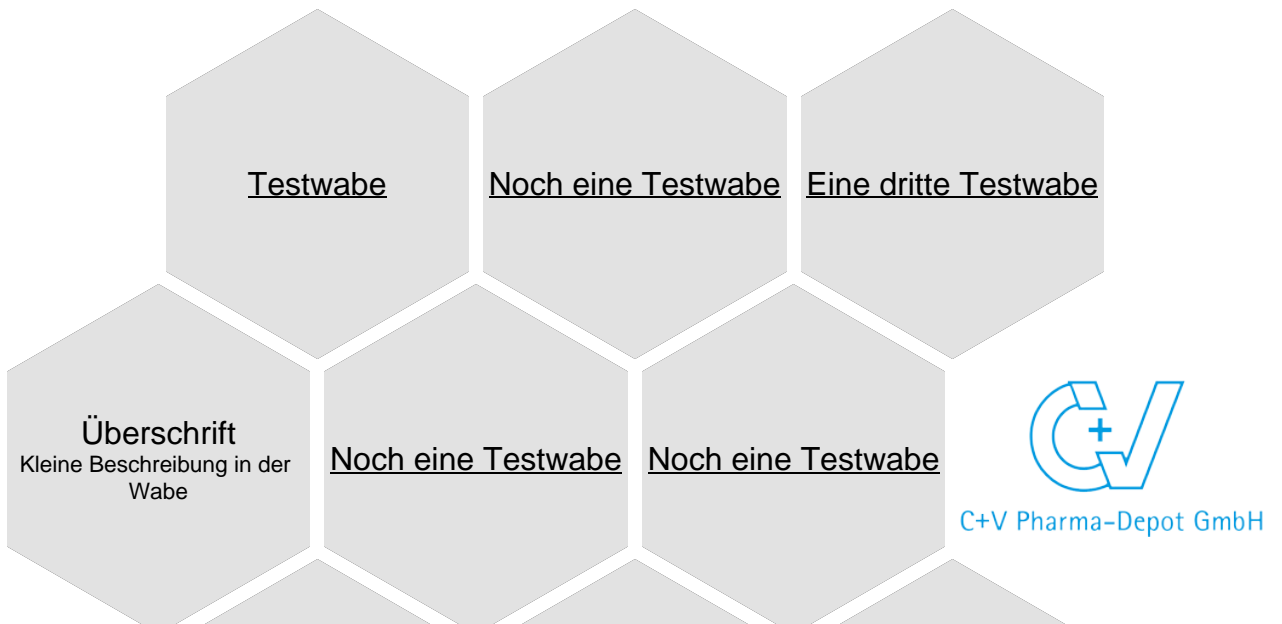 Testwabe
Noch eine Testwabe
Eine dritte Testwabe
Überschrift
Kleine Beschreibung in der
Wabe
Noch eine Testwabe
Noch eine Testwabe
C+V
C+V Pharma-Depot GmbH